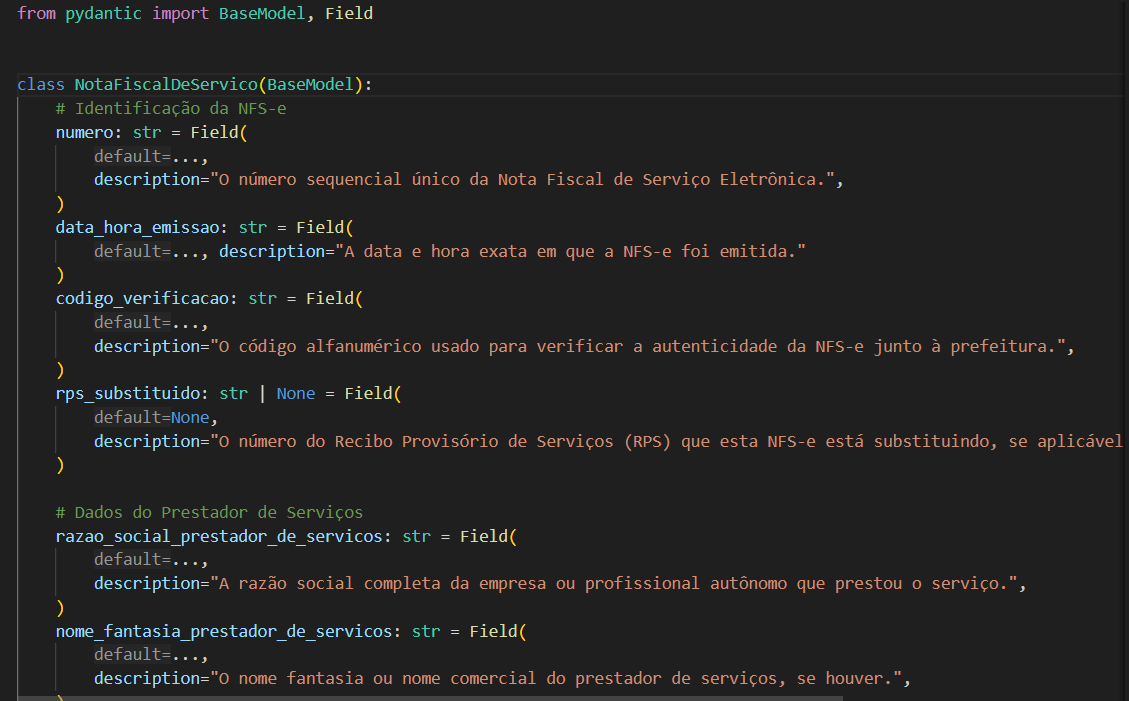 from pydantic import BaseModel, Field
class NotaFiscalDeServico(BaseModel):
# Identificação da NFS-e
numero: str = Field(
default=...,
description="O número sequencial único da Nota Fiscal de Serviço Eletrônica.",
)
data_hora_emissao: str = Field(
default=..., description="A data e hora exata em que a NFS-e foi emitida."
)
codigo_verificacao: str = Field(
default=...,
description="O código alfanumérico usado para verificar a autenticidade da NFS-e junto à prefeitura.",
)
rps_substituido: str | None = Field(
default=None,
description="O número do Recibo Provisório de Serviços (RPS) que esta NFS-e está substituindo, se aplicável
)
# Dados do Prestador de Serviços
razao_social_prestador_de_servicos: str = Field(
default=...,
description="A razão social completa da empresa ou profissional autônomo que prestou o serviço.",
)
nome_fantasia_prestador_de_servicos: str = Field(
default=...,
description="O nome fantasia ou nome comercial do prestador de serviços, se houver.",
)